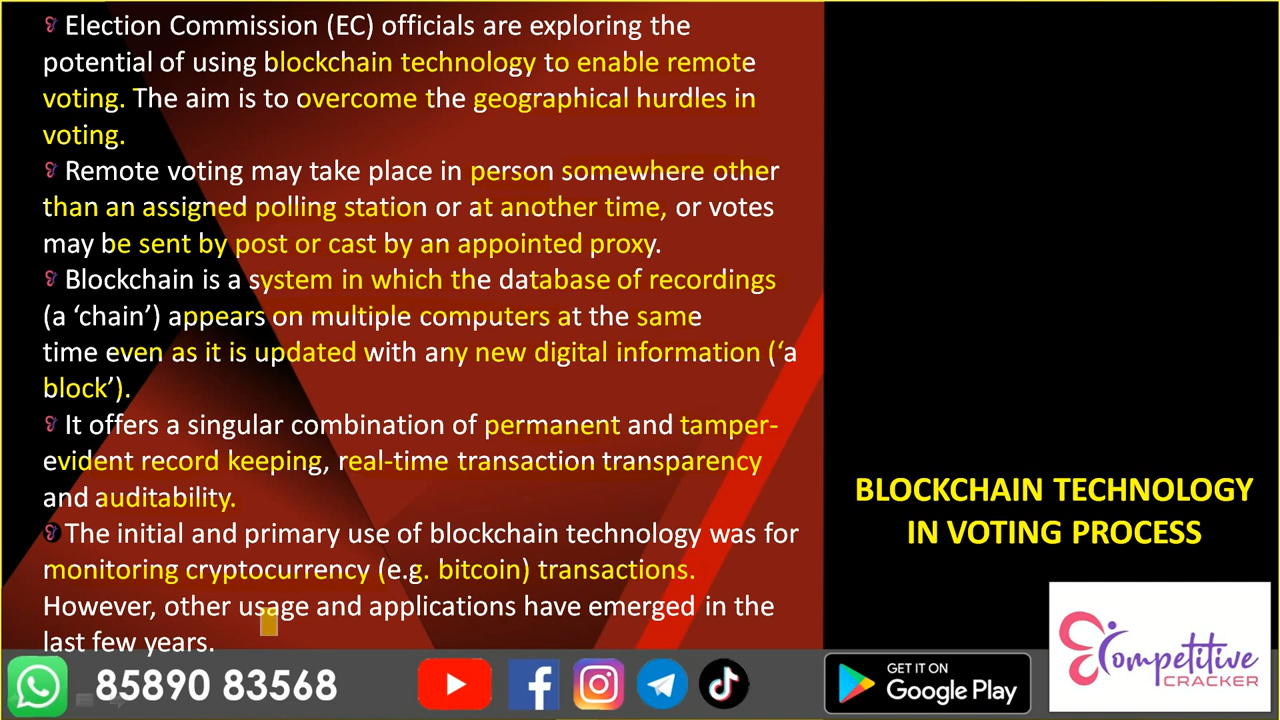 Election Commission (EC) officials are exploring the
potential of using blockchain technology to enable remote
voting. The aim is to overcome the geographical hurdles in
voting.
Remote voting may take place in person somewhere other
than an assigned polling station or at another time, or votes
may be sent by post or cast by an appointed proxy.
Blockchain is a system in which the database of recordings
(a ‘chain’) appears on multiple computers at the same
time even as it is updated with any new digital information (‘a
block’).
It offers a singular combination of permanent and tamper-
evident record keeping, real-time transaction transparency
and auditability.
The initial and primary use of blockchain technology was for
monitoring cryptocurrency (e.g. bitcoin) transactions.
However, other usage and applications have emerged in the
last few years.
BLOCKCHAIN TECHNOLOGY
IN VOTING PROCESS
85890 83568
GET IT ON
Google Play
Competitive
CRACKER